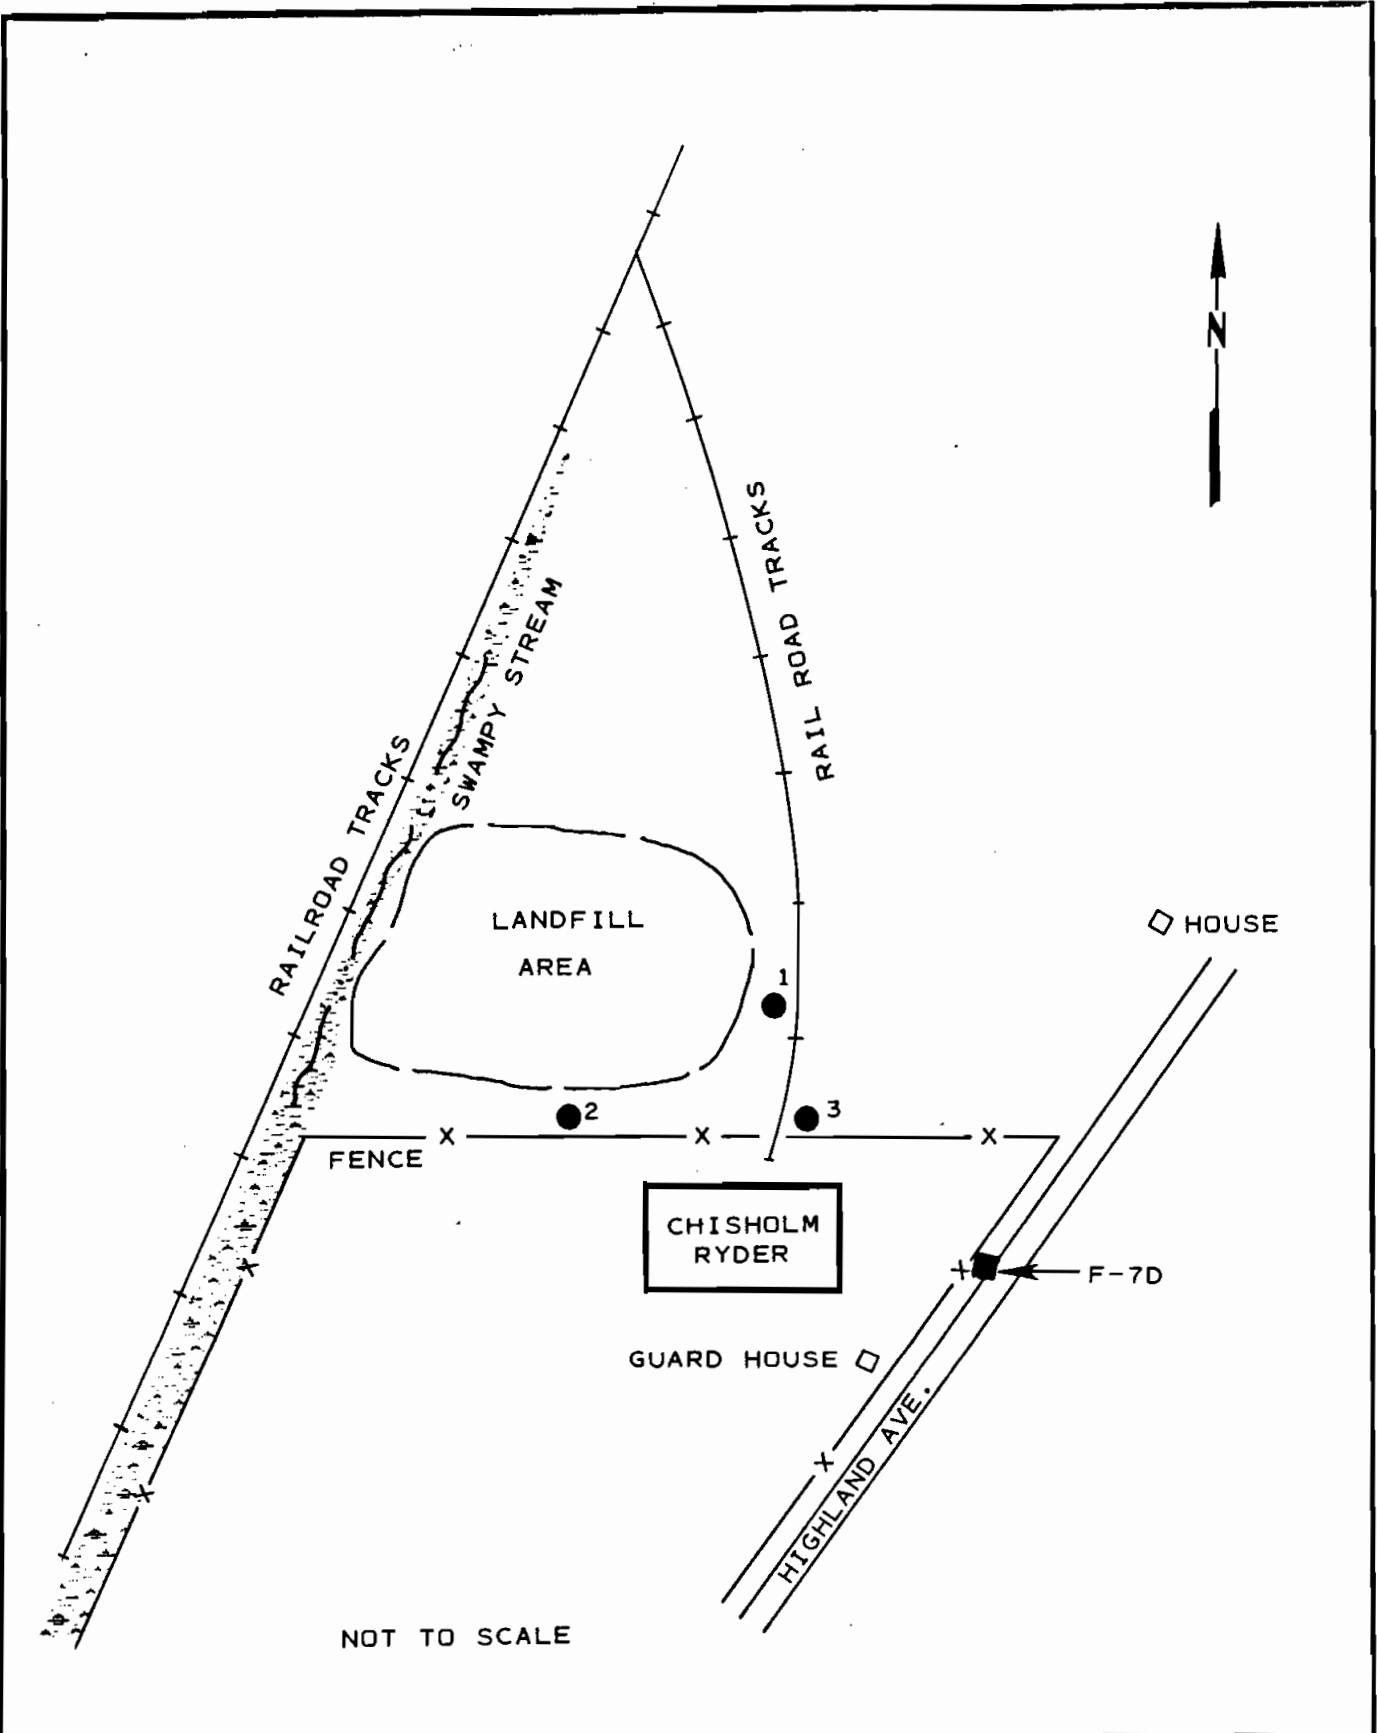 N
RAIL ROAD TRACKS
SWAMPY STREAM
RAILROAD TRACKS
LANDFILL
AREA
HOUSE
1
2
3
X X X
FENCE
CHISHOLM
RYDER
X
F-7D
GUARD HOUSE
X
HIGHLAND AVE.
X
NOT TO SCALE